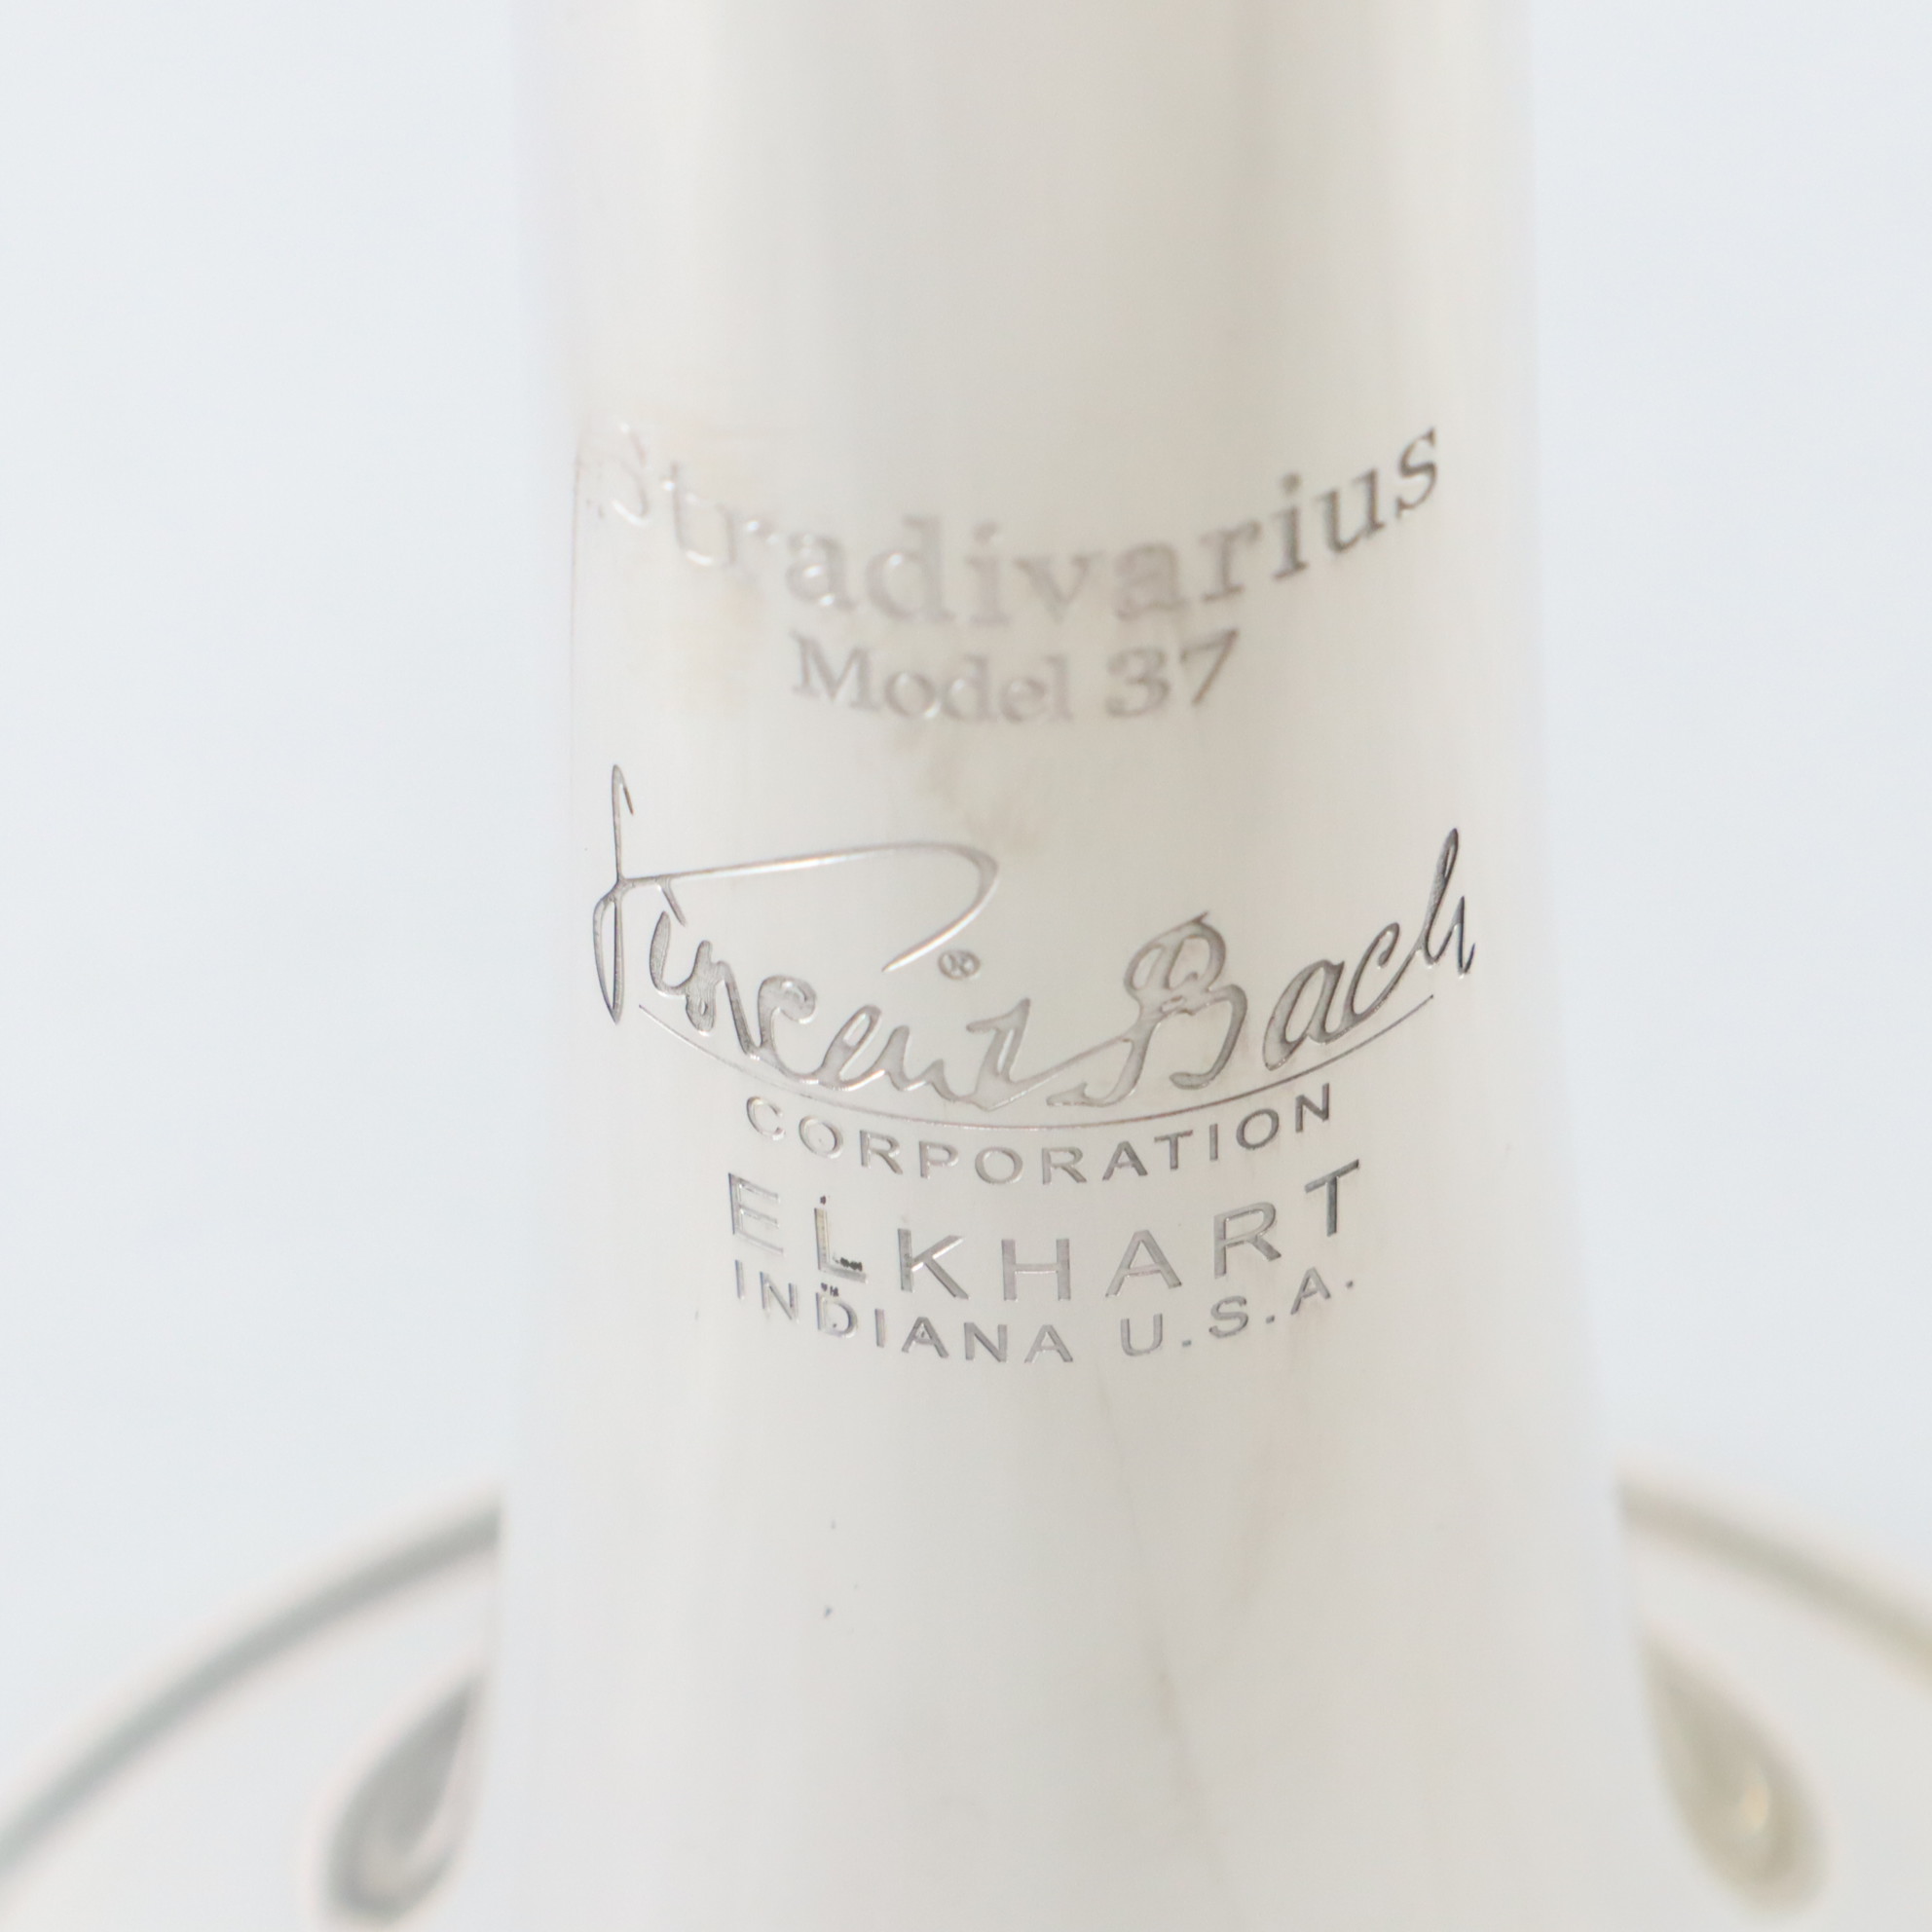 Stradivarius
Model 37
Vincent Bach ®
CORPORATION
ELKHART
INDIANA U.S.A.